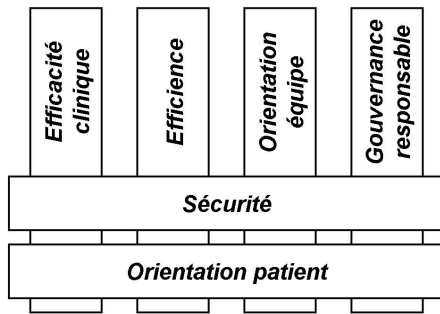 Efficacité
clinique
Efficience
Orientation
équipe
Gouvernance
responsable
Sécurité
Orientation patient